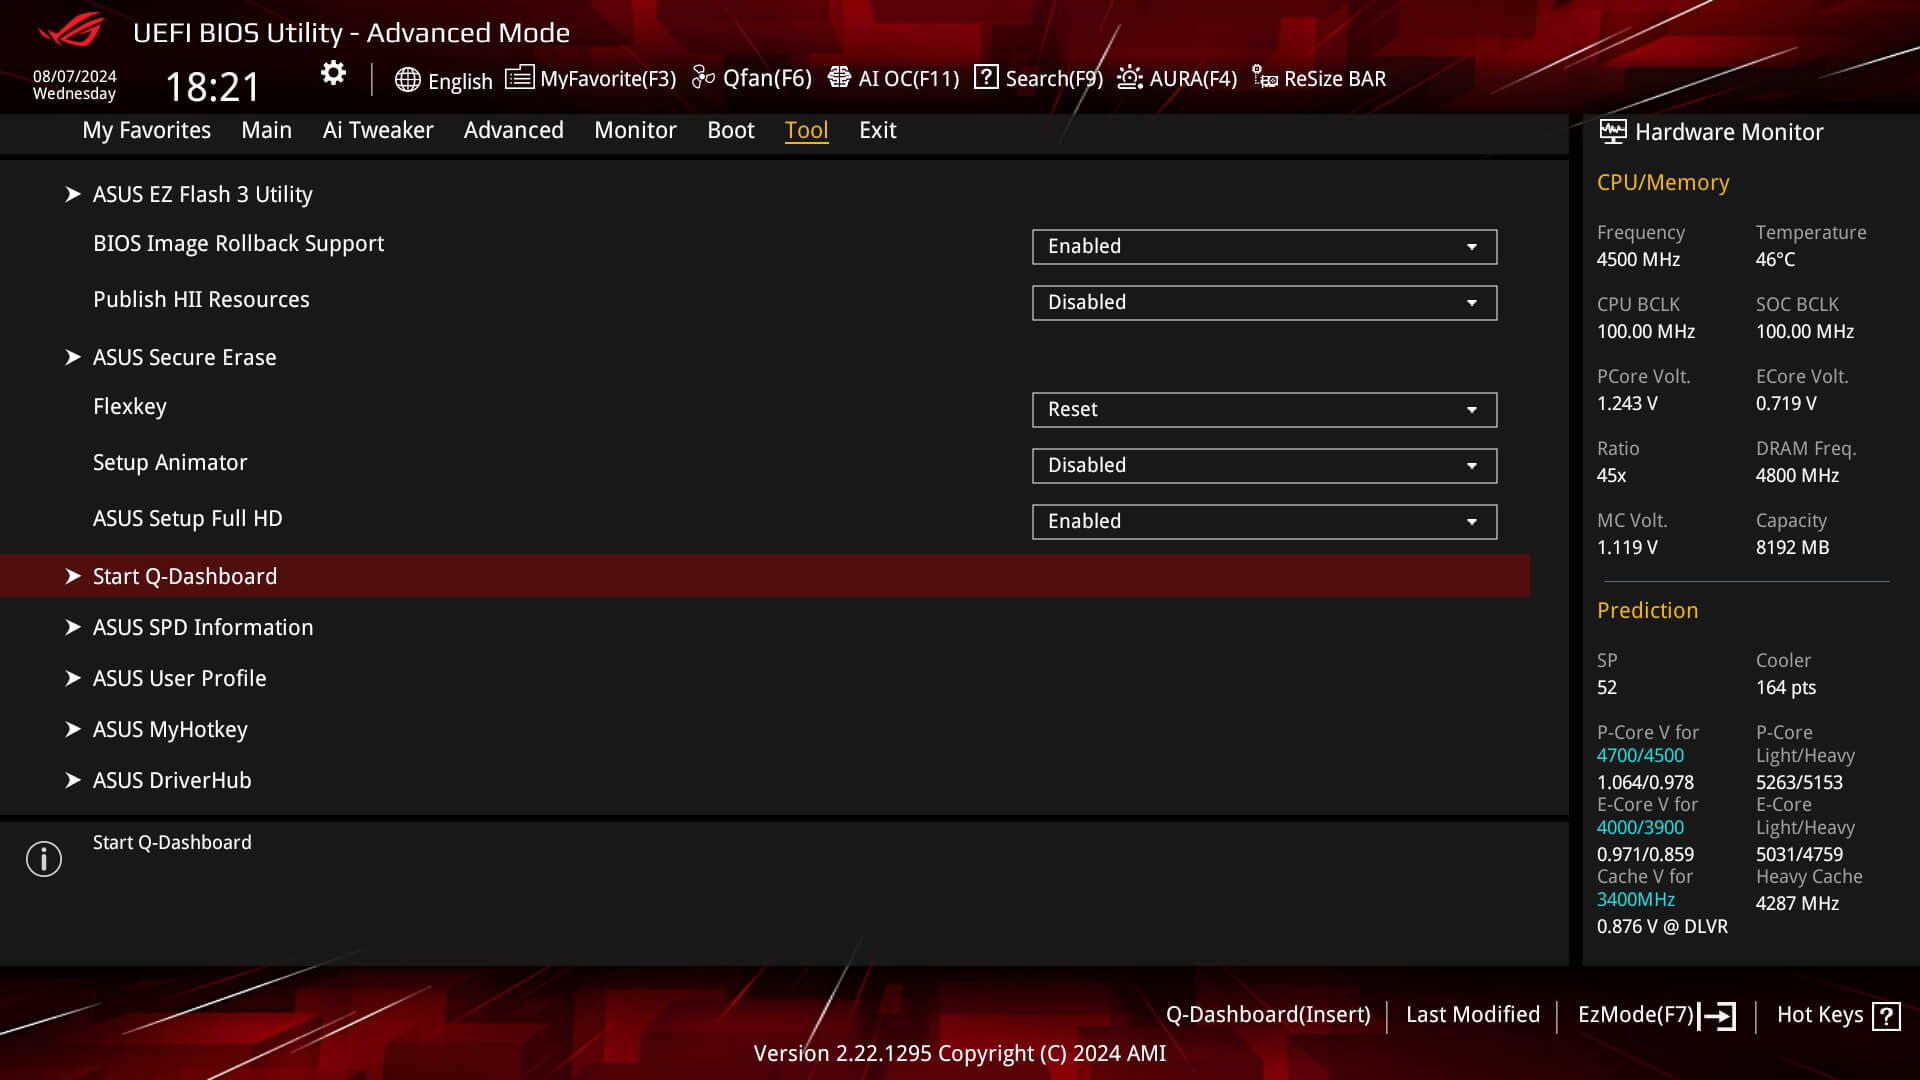 UEFI BIOS Utility - Advanced Mode
08/07/2024
Wednesday
18:21
English
MyFavorite(F3)
Qfan(F6)
AI OC(F11)
? Search(F9)
AURA(F4)
ReSize BAR
My Favorites Main Ai Tweaker Advanced Monitor Boot Tool Exit
ASUS EZ Flash 3 Utility
BIOS Image Rollback Support Enabled
Publish HII Resources Disabled
ASUS Secure Erase
Flexkey Reset
Setup Animator Disabled
ASUS Setup Full HD Enabled
Start Q-Dashboard
ASUS SPD Information
ASUS User Profile
ASUS MyHotkey
ASUS DriverHub
Start Q-Dashboard
Hardware Monitor
CPU/Memory
Frequency Temperature
4500 MHz 46°C
CPU BCLK SOC BCLK
100.00 MHz 100.00 MHz
PCore Volt. ECore Volt.
1.243 V 0.719 V
Ratio DRAM Freq.
45x 4800 MHz
MC Volt. Capacity
1.119 V 8192 MB
Prediction
SP Cooler
52 164 pts
P-Core V for P-Core
4700/4500 Light/Heavy
1.064/0.978 5263/5153
E-Core V for E-Core
4000/3900 Light/Heavy
0.971/0.859 5031/4759
Cache V for Heavy Cache
3400MHz 4287 MHz
0.876 V @ DLVR
Q-Dashboard(Insert) Last Modified EzMode(F7) Hot Keys ?
Version 2.22.1295 Copyright (C) 2024 AMI